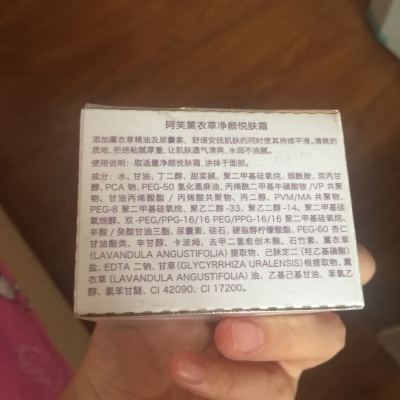 阿芙薰衣草净颜悦肤霜
添加薰衣草精油及尿囊素，舒缓安抚肌肤的同时使其持续平滑。清爽的
质地，拒绝粘腻厚重，让肌肤透气清爽，水润不油腻。
使用说明：取适量净颜悦肤霜，涂抹于面部。
成分：水、甘油、丁二醇、甜菜碱、聚二甲基硅氧烷、烟酰胺、双丙甘
醇、PCA 钠、PEG-50 氢化蓖麻油、丙烯酰二甲基牛磺酸铵/VP 共聚
物、甘油丙烯酸酯 / 丙烯酸共聚物、丙二醇、PVM/MA 共聚物、
PEG-8 聚二甲基硅氧烷、聚乙二醇-33、聚乙二醇-14、聚二甲基硅
氧烷醇、双 -PEG/PPG-16/16 PEG/PPG-16/16 聚二甲基硅氧烷、
辛酸 / 癸酸甘油三酯、尿囊素、硅石、硬脂醇柠檬酸酯、PEG-60 杏仁
甘油酯类、辛甘醇、卡波姆、去甲二氢愈创木酸、石竹素、薰衣草
(LAVANDULA ANGUSTIFOLIA) 提取物、己脒定二 (羟乙基磺酸)
盐、EDTA 二钠、甘草 (GLYCYRRHIZA URALENSIS) 根提取物、薰
衣草 (LAVANDULA ANGUSTIFOLIA) 油、乙基己基甘油、苯氧乙
醇、氯苯甘醚、CI 42090、CI 17200。